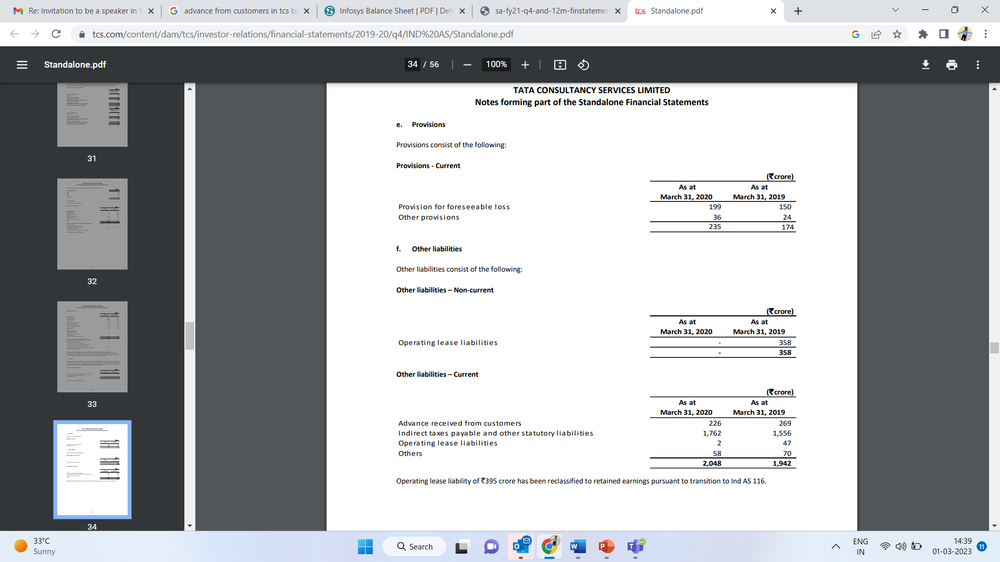 Re: Invitation to be a speaker in
advance from customers in tcs
Infosys Balance Sheet | PDF | Def
sa-fy21-q4-and-12m-finstatemen
tcs Standalone.pdf
tcs.com/content/dam/tcs/investor-relations/financial-statements/2019-20/q4/IND%20AS/Standalone.pdf
Standalone.pdf
34 / 56
100%
31
32
33
34
TATA CONSULTANCY SERVICES LIMITED
Notes forming part of the Standalone Financial Statements
e. Provisions
Provisions consist of the following:
Provisions - Current
(₹crore)
As at As at
March 31, 2020 March 31, 2019
Provision for foreseeable loss 199 150
Other provisions 36 24
235 174
f. Other liabilities
Other liabilities consist of the following:
Other liabilities – Non-current
(₹crore)
As at As at
March 31, 2020 March 31, 2019
Operating lease liabilities - 358
- 358
Other liabilities – Current
(₹crore)
As at As at
March 31, 2020 March 31, 2019
Advance received from customers 226 269
Indirect taxes payable and other statutory liabilities 1,762 1,556
Operating lease liabilities 2 47
Others 58 70
2,048 1,942
Operating lease liability of ₹395 crore has been reclassified to retained earnings pursuant to transition to Ind AS 116.
33°C
Sunny
Search
ENG
IN
14:39
01-03-2023
11